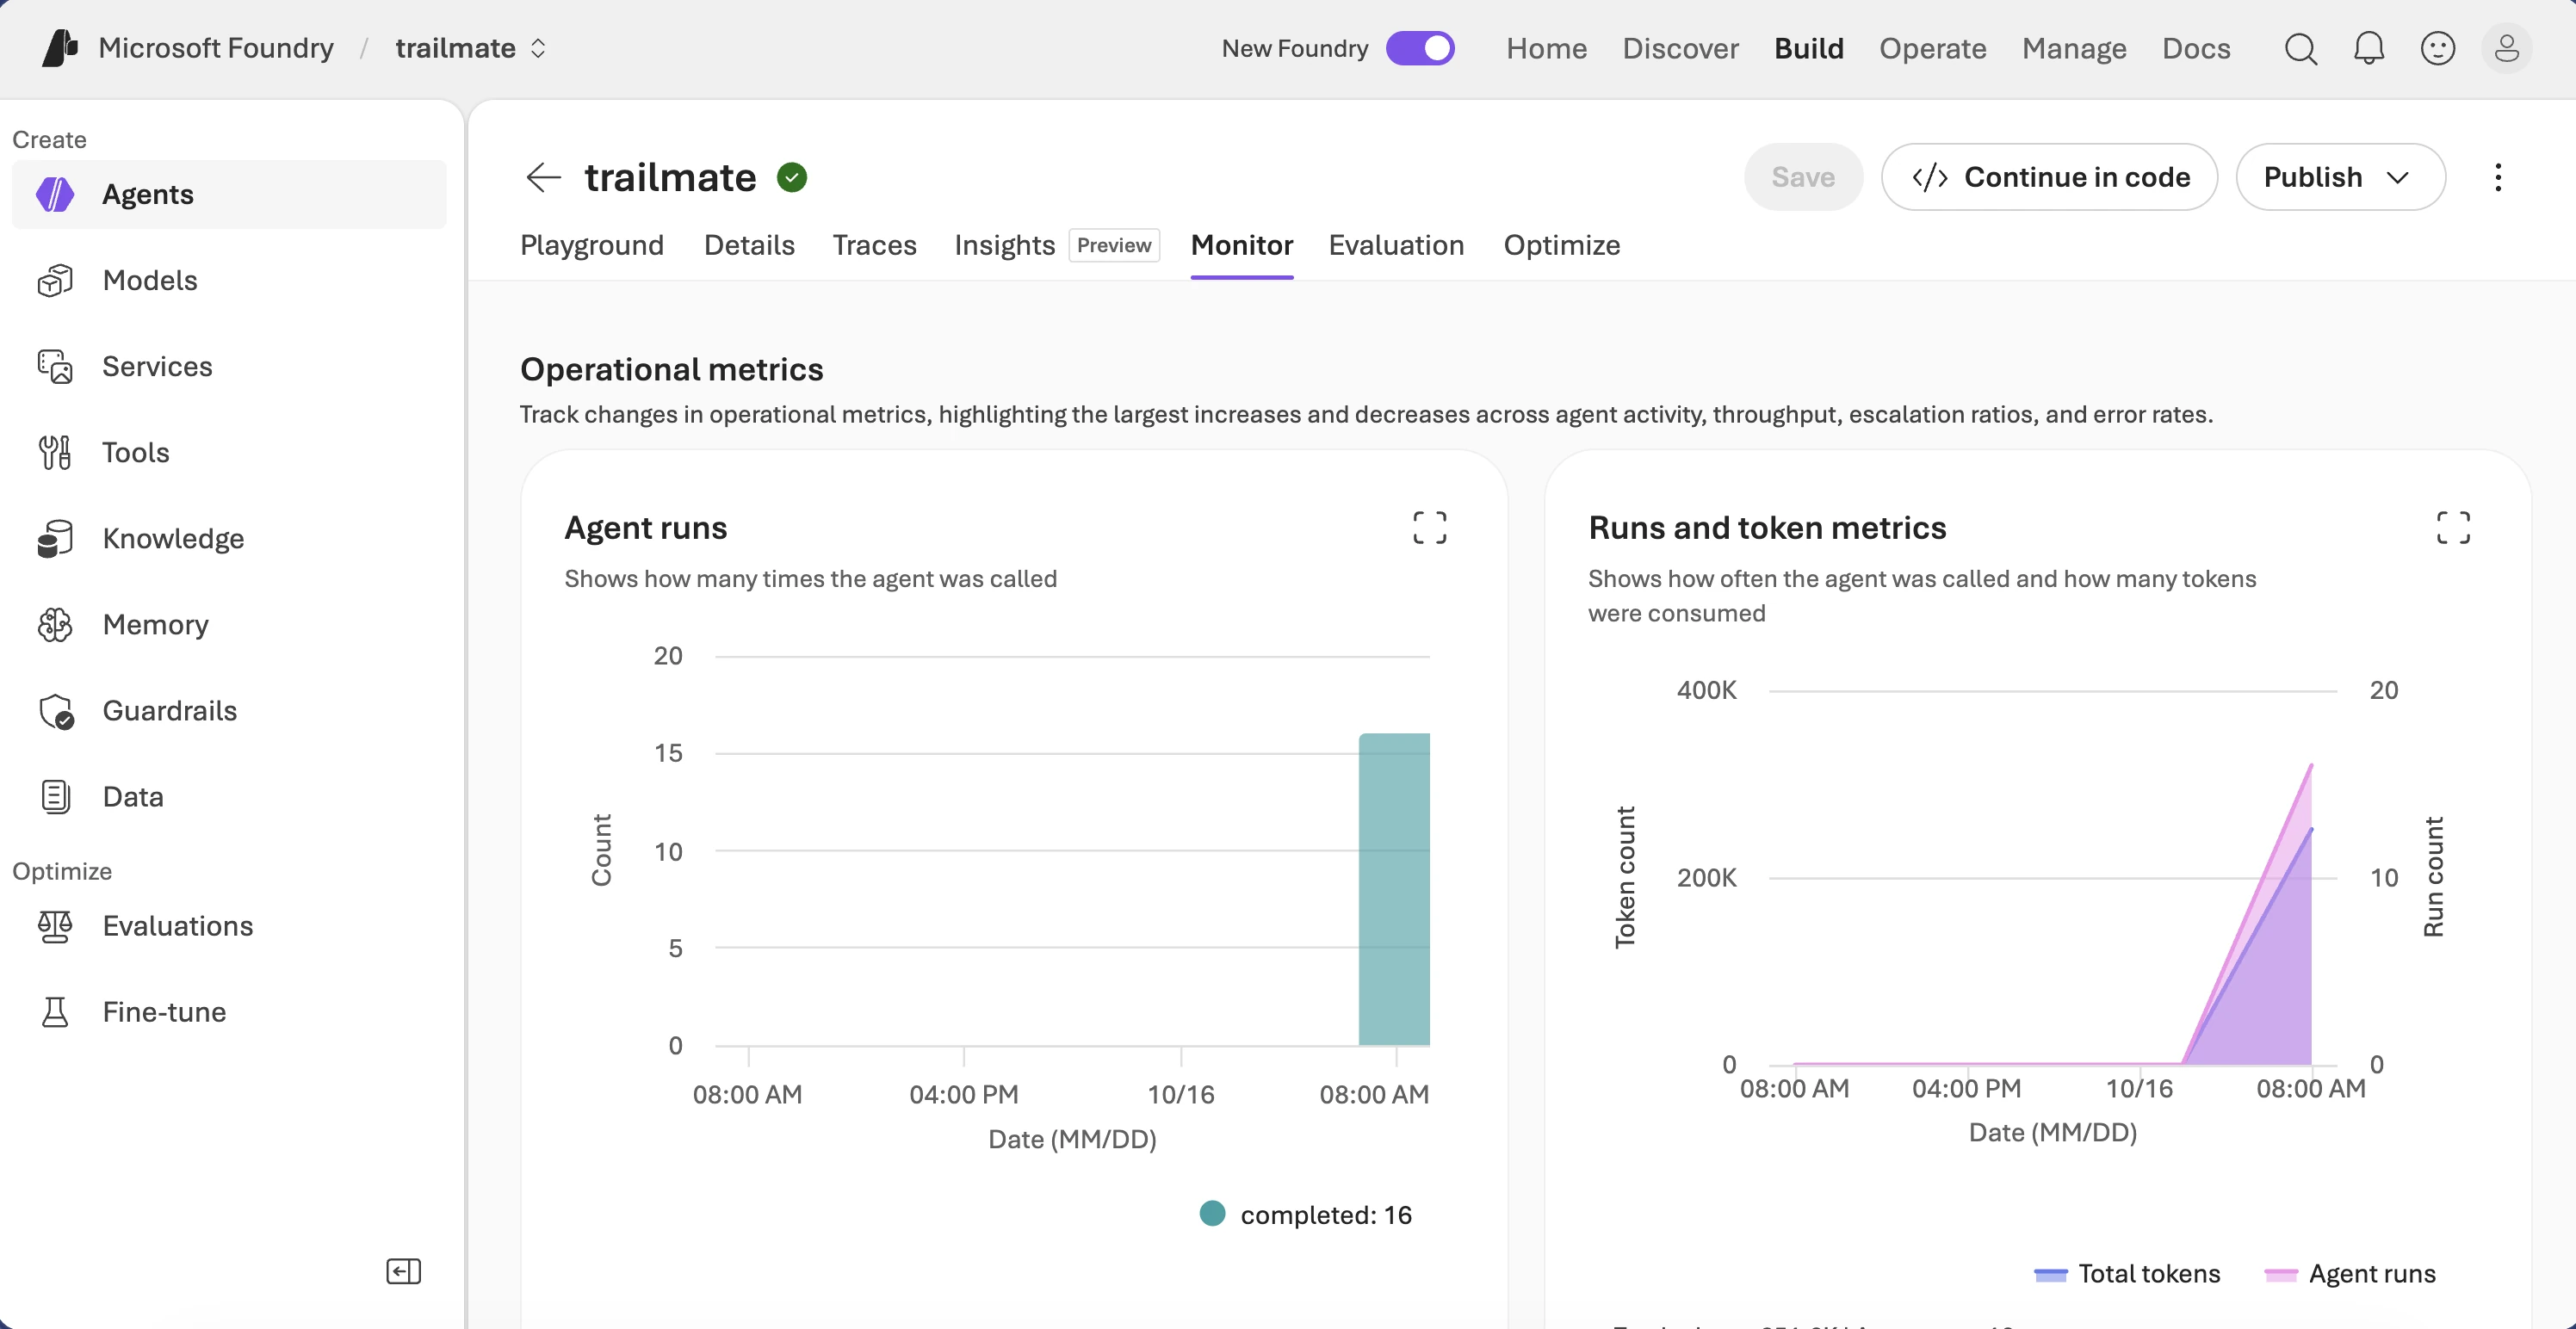 Microsoft Foundry / trailmate
New Foundry Home Discover Build Operate Manage Docs
Create
Agents
Models
Services
Tools
Knowledge
Memory
Guardrails
Data
Optimize
Evaluations
Fine-tune
trailmate
Save </> Continue in code Publish
Playground Details Traces Insights Preview Monitor Evaluation Optimize
Operational metrics
Track changes in operational metrics, highlighting the largest increases and decreases across agent activity, throughput, escalation ratios, and error rates.
Agent runs
Shows how many times the agent was called
20
15
10
5
0
Count
08:00 AM 04:00 PM 10/16 08:00 AM
Date (MM/DD)
completed: 16
Runs and token metrics
Shows how often the agent was called and how many tokens
were consumed
400K 20
200K 10
0 0
Token count
Run count
08:00 AM 04:00 PM 10/16 08:00 AM
Date (MM/DD)
Total tokens Agent runs